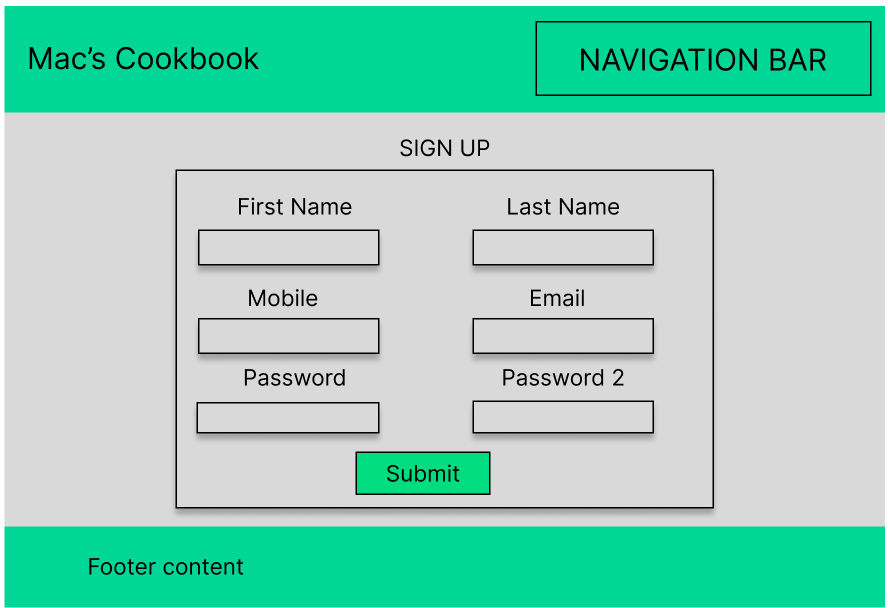 Mac’s Cookbook
NAVIGATION BAR
SIGN UP
First Name
Last Name
Mobile
Email
Password
Password 2
Submit
Footer content